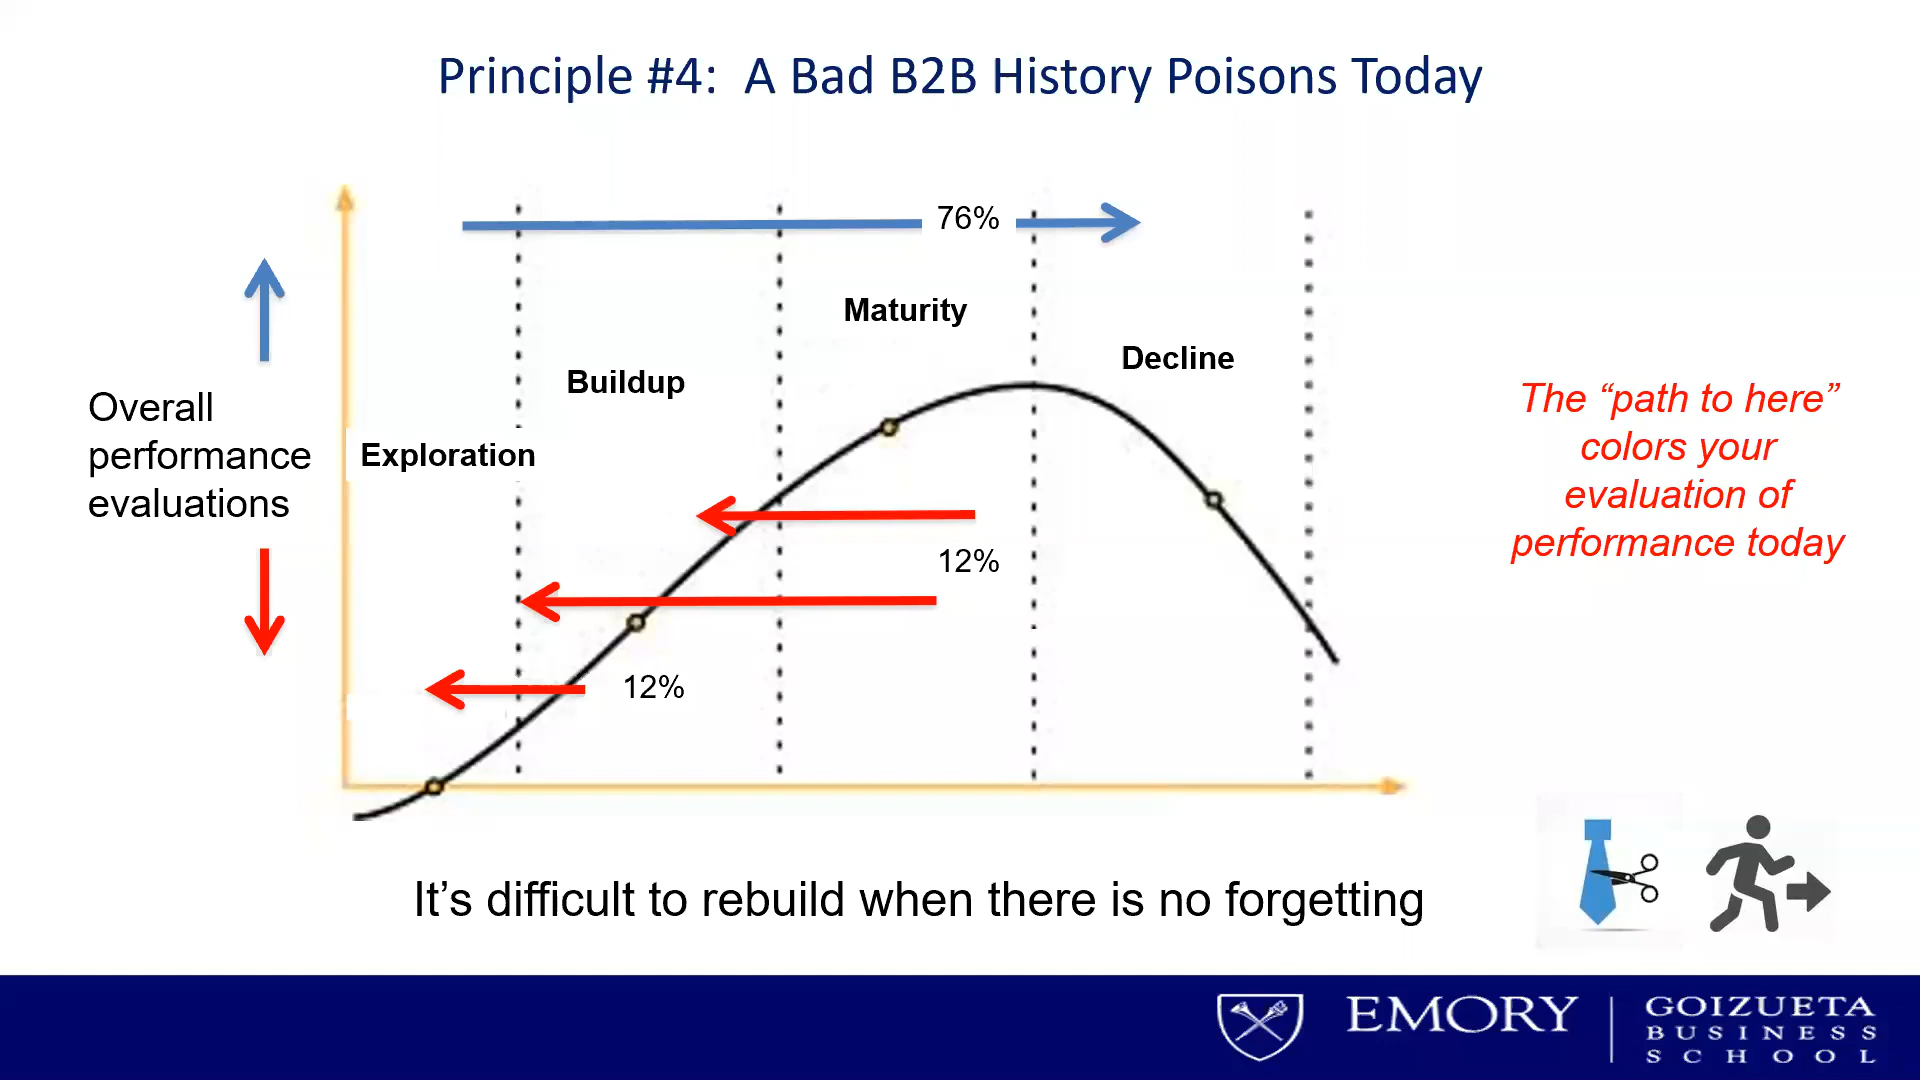 Principle #4:  A Bad B2B History Poisons Today
76%
Maturity
Decline
Buildup
Exploration
Overall
performance
evaluations
The “path to here”
colors your
evaluation of
performance today
12%
12%
It’s difficult to rebuild when there is no forgetting
EMORY
GOIZUETA
BUSINESS
SCHOOL